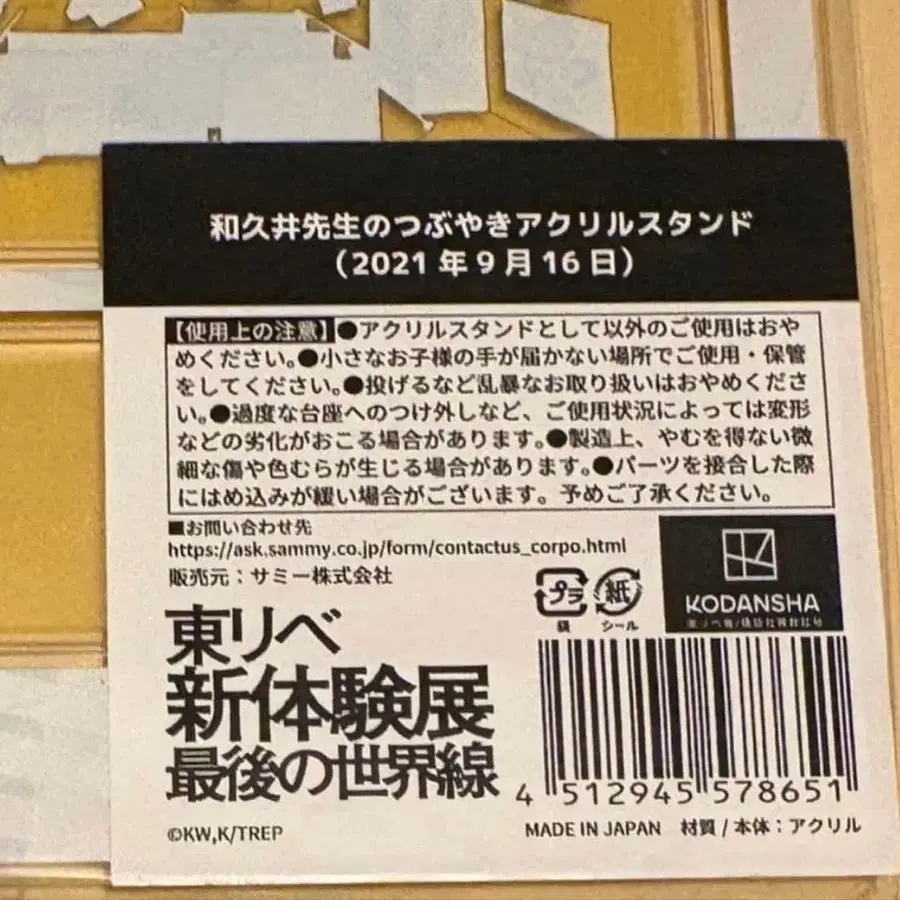 和久井先生のつぶやきアクリルスタンド
（2021年9月16日）
【使用上の注意】●アクリルスタンドとして以外のご使用はおや
めください。●小さなお子様の手が届かない場所でご使用・保管
をしてください。●投げるなど乱暴なお取り扱いはおやめくださ
い。●過度な台座へのつけ外しなど、ご使用状況によっては変形
などの劣化がおこる場合があります。●製造上、やむを得ない微
細な傷や色むらが生じる場合があります。●パーツを接合した際
にはめ込みが緩い場合がございます。予めご了承ください。
■お問い合わせ先
https://ask.sammy.co.jp/form/contactus_corpo.html
販売元：サミー株式会社
プラ
袋
紙
シール
KODANSHA
東リベ
新体験展
最後の世界線
4 512945 578651
©KW,K/TREP
MADE IN JAPAN 材質/本体：アクリル